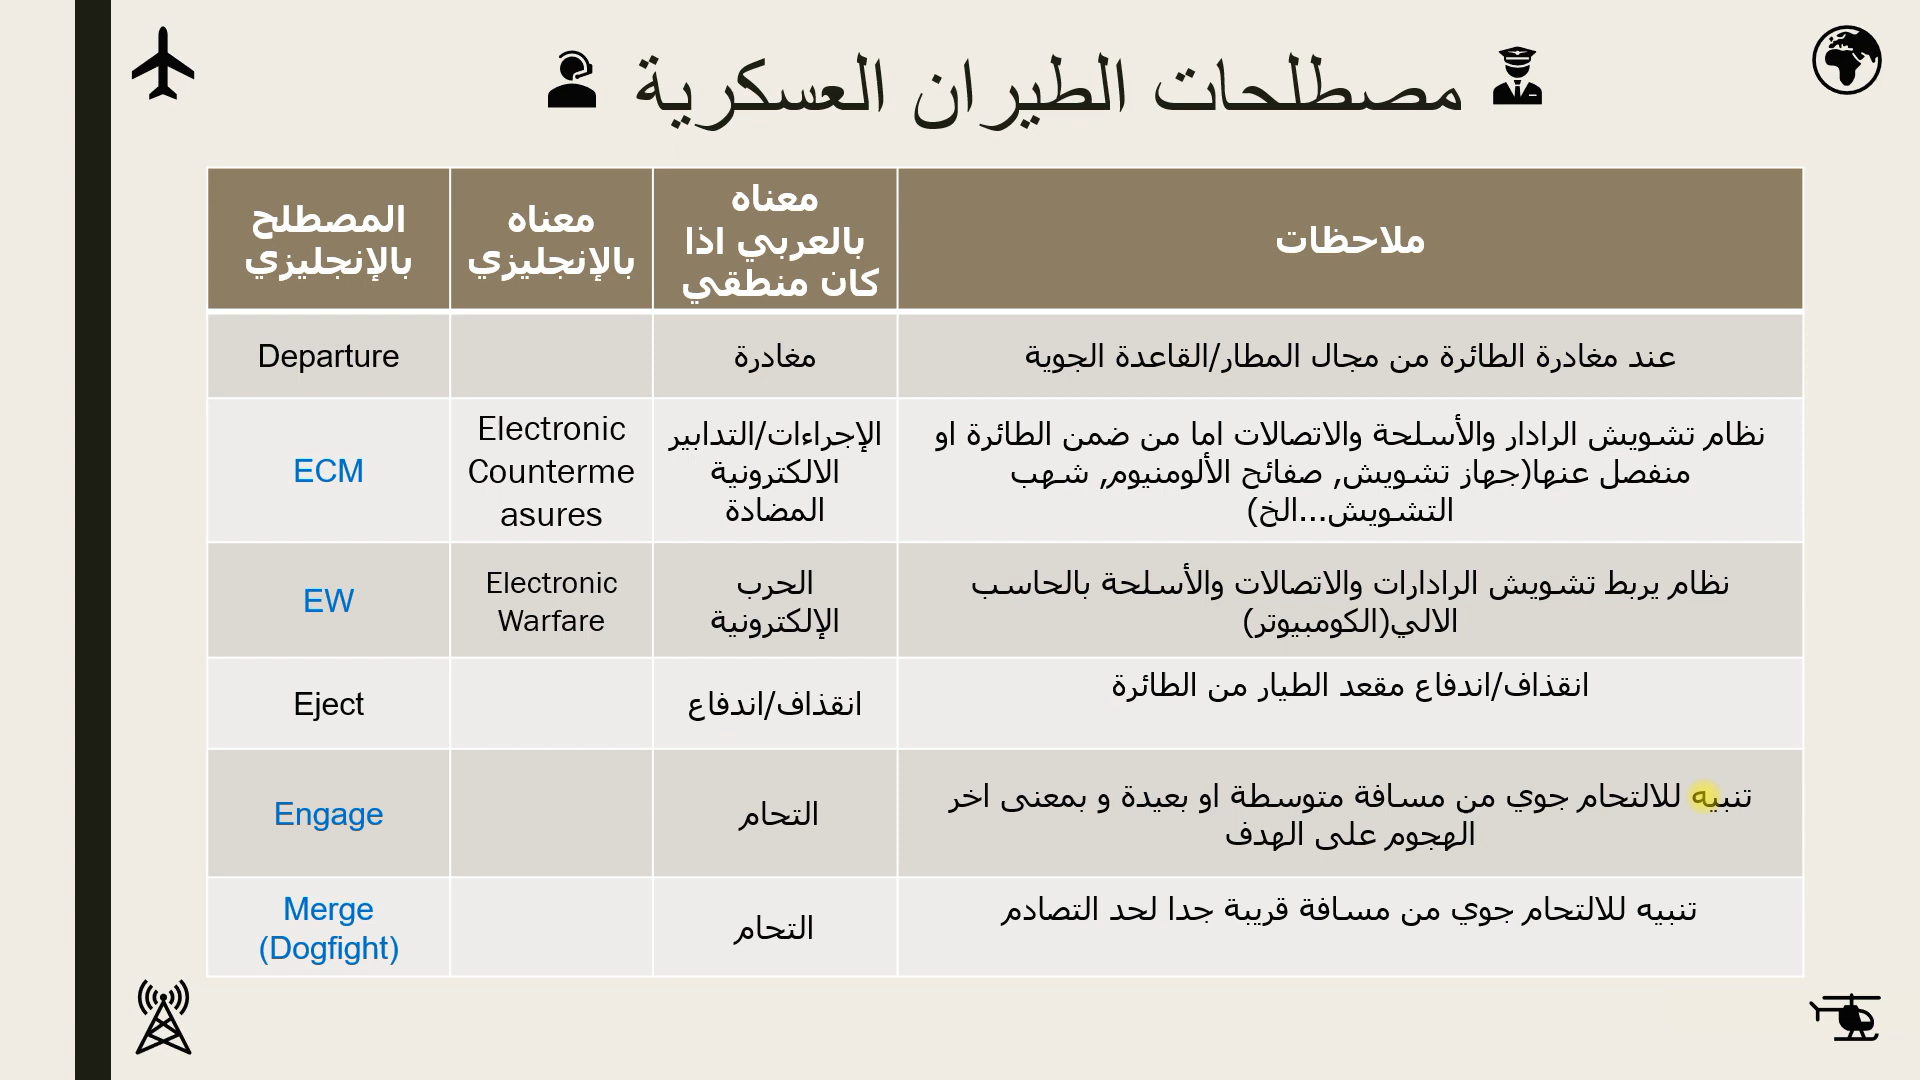 مصطلحات الطيران العسكرية
المصطلح
بالإنجليزي
معناه
بالإنجليزي
معناه
بالعربي اذا
كان منطقي
ملاحظات
Departure
مغادرة
عند مغادرة الطائرة من مجال المطار/القاعدة الجوية
ECM
Electronic
Counterme
asures
الإجراءات/التدابير
الالكترونية
المضادة
نظام تشويش الرادار والأسلحة والاتصالات اما من ضمن الطائرة او
منفصل عنها(جهاز تشويش, صفائح الألومنيوم, شهب
التشويش...الخ)
EW
Electronic
Warfare
الحرب
الإلكترونية
نظام يربط تشويش الرادارات والاتصالات والأسلحة بالحاسب
الالي(الكومبيوتر)
Eject
انقذاف/اندفاع
انقذاف/اندفاع مقعد الطيار من الطائرة
Engage
التحام
تنبيه للالتحام جوي من مسافة متوسطة او بعيدة و بمعنى اخر
الهجوم على الهدف
Merge
(Dogfight)
التحام
تنبيه للالتحام جوي من مسافة قريبة جدا لحد التصادم